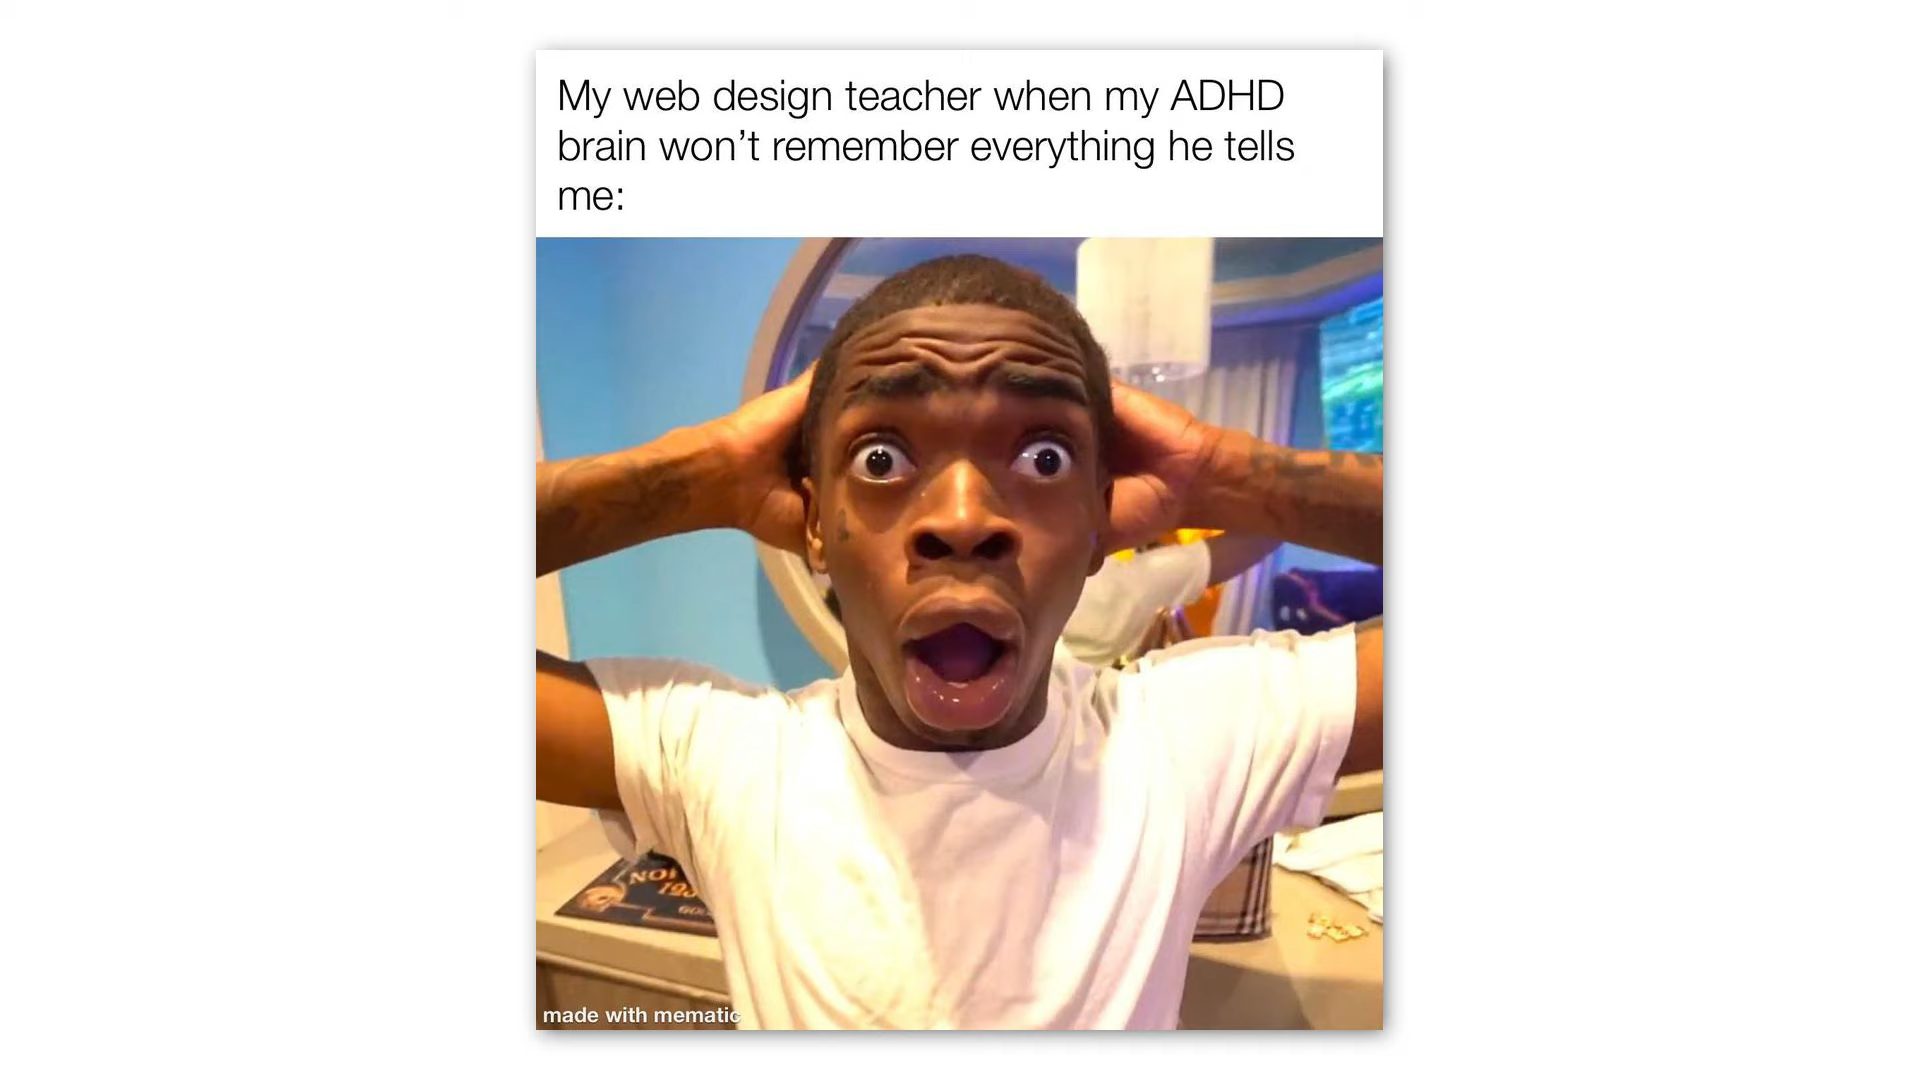 My web design teacher when my ADHD
brain won’t remember everything he tells
me:
made with mematic